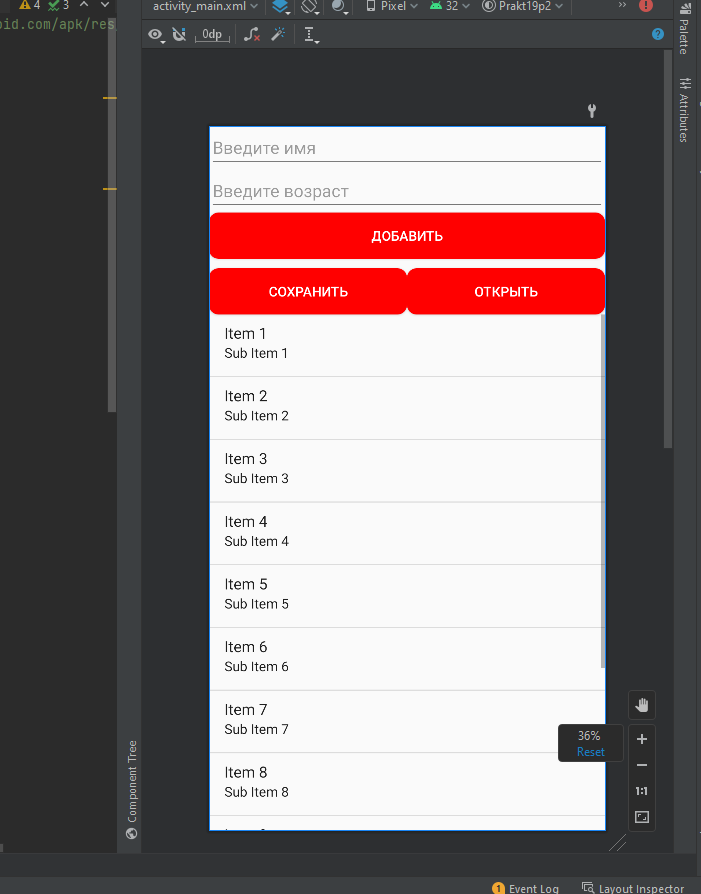 activity_main.xml
Pixel
32
Prakt19p2
4
3
oid.com/apk/res
0dp
Palette
Attributes
Введите имя
Введите возраст
ДОБАВИТЬ
СОХРАНИТЬ
ОТКРЫТЬ
Item 1
Sub Item 1
Item 2
Sub Item 2
Item 3
Sub Item 3
Item 4
Sub Item 4
Item 5
Sub Item 5
Item 6
Sub Item 6
Item 7
Sub Item 7
Item 8
Sub Item 8
36%
Reset
1:1
Component Tree
1 Event Log
Layout Inspector